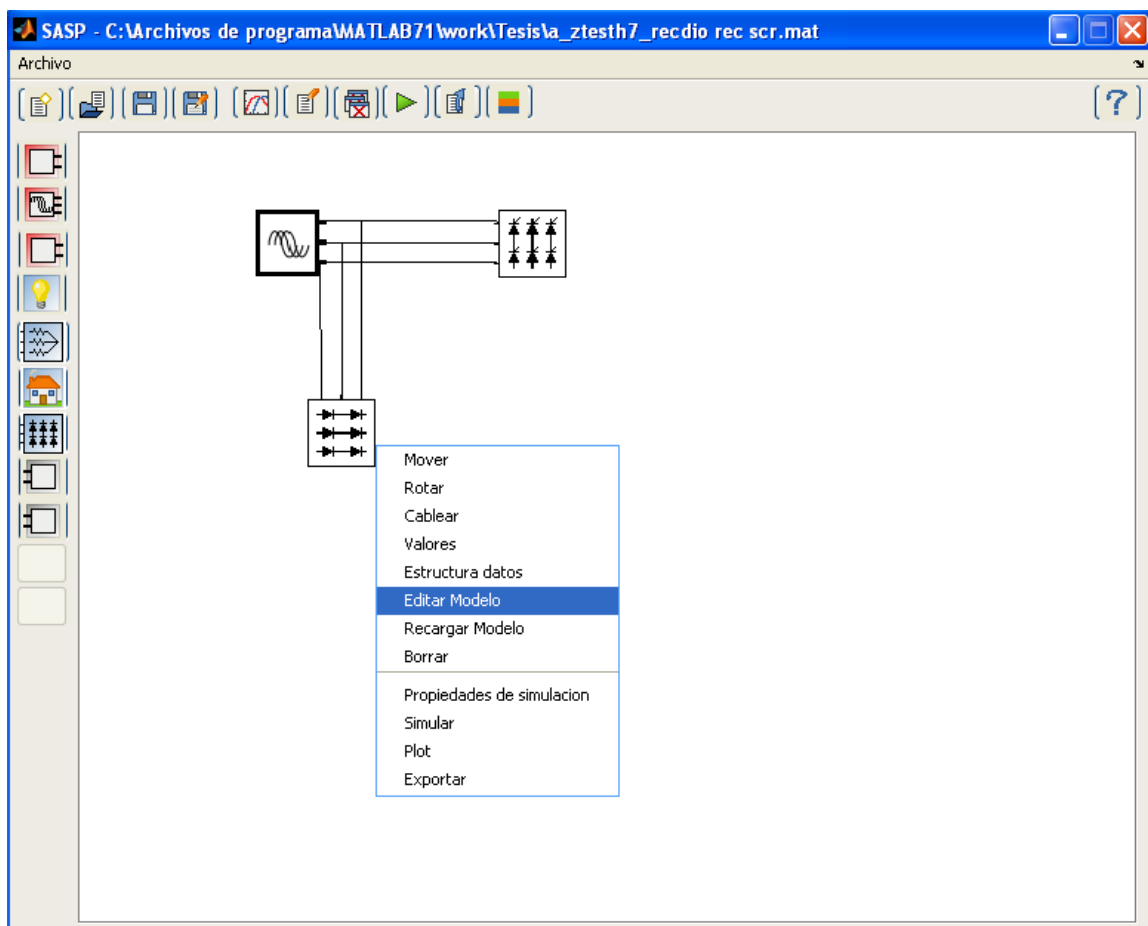 SASP - C:\Archivos de programa\MATLAB71\work\Tesis\a_ztesth7_recdio rec scr.mat
Archivo
Mover
Rotar
Cablear
Valores
Estructura datos
Editar Modelo
Recargar Modelo
Borrar
Propiedades de simulacion
Simular
Plot
Exportar